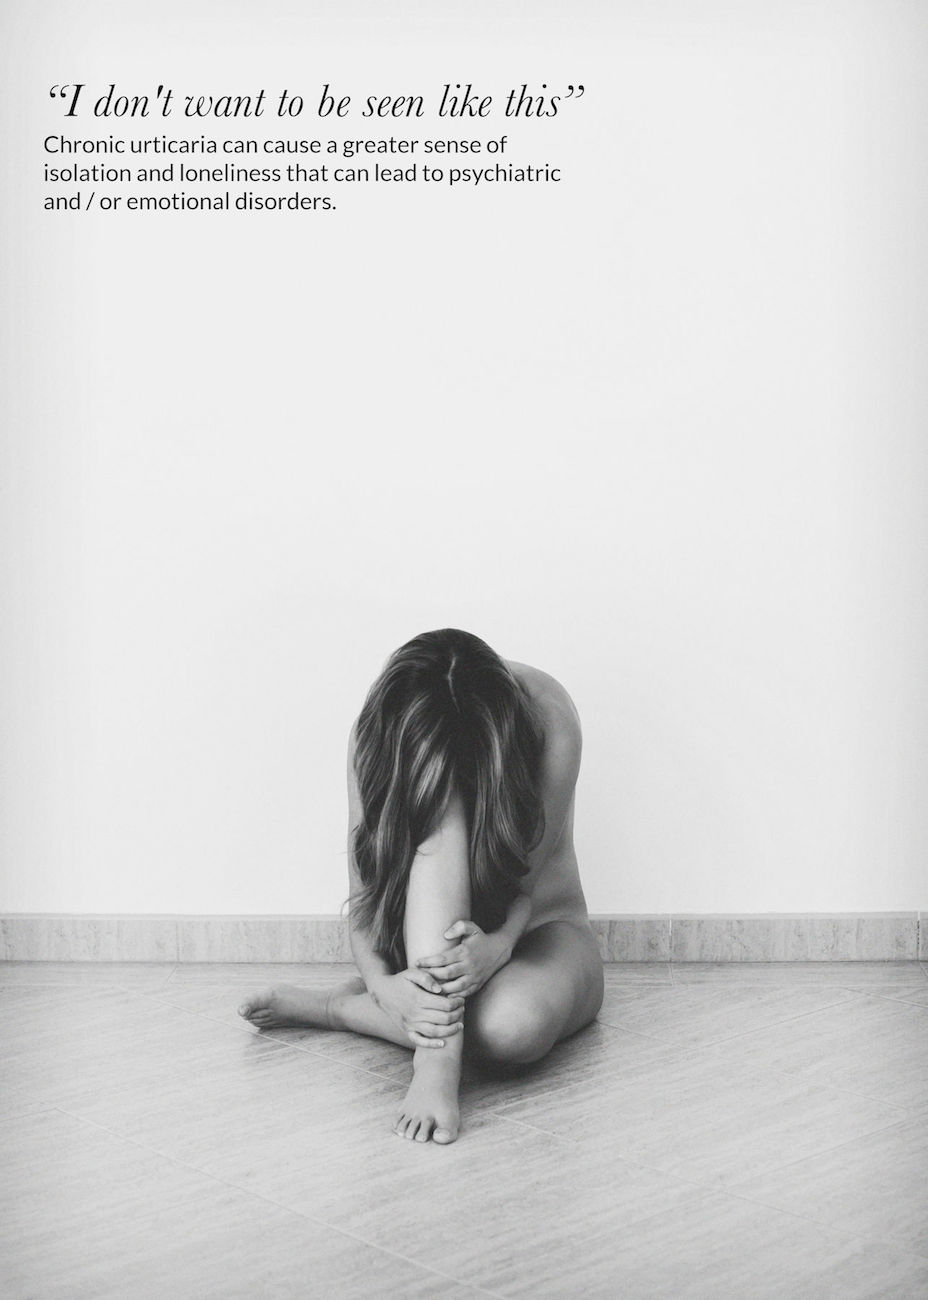 “I don't want to be seen like this”
Chronic urticaria can cause a greater sense of
isolation and loneliness that can lead to psychiatric
and / or emotional disorders.